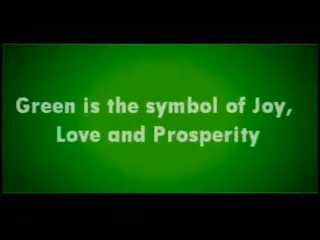 Green is the symbol of Joy,
Love and Prosperity